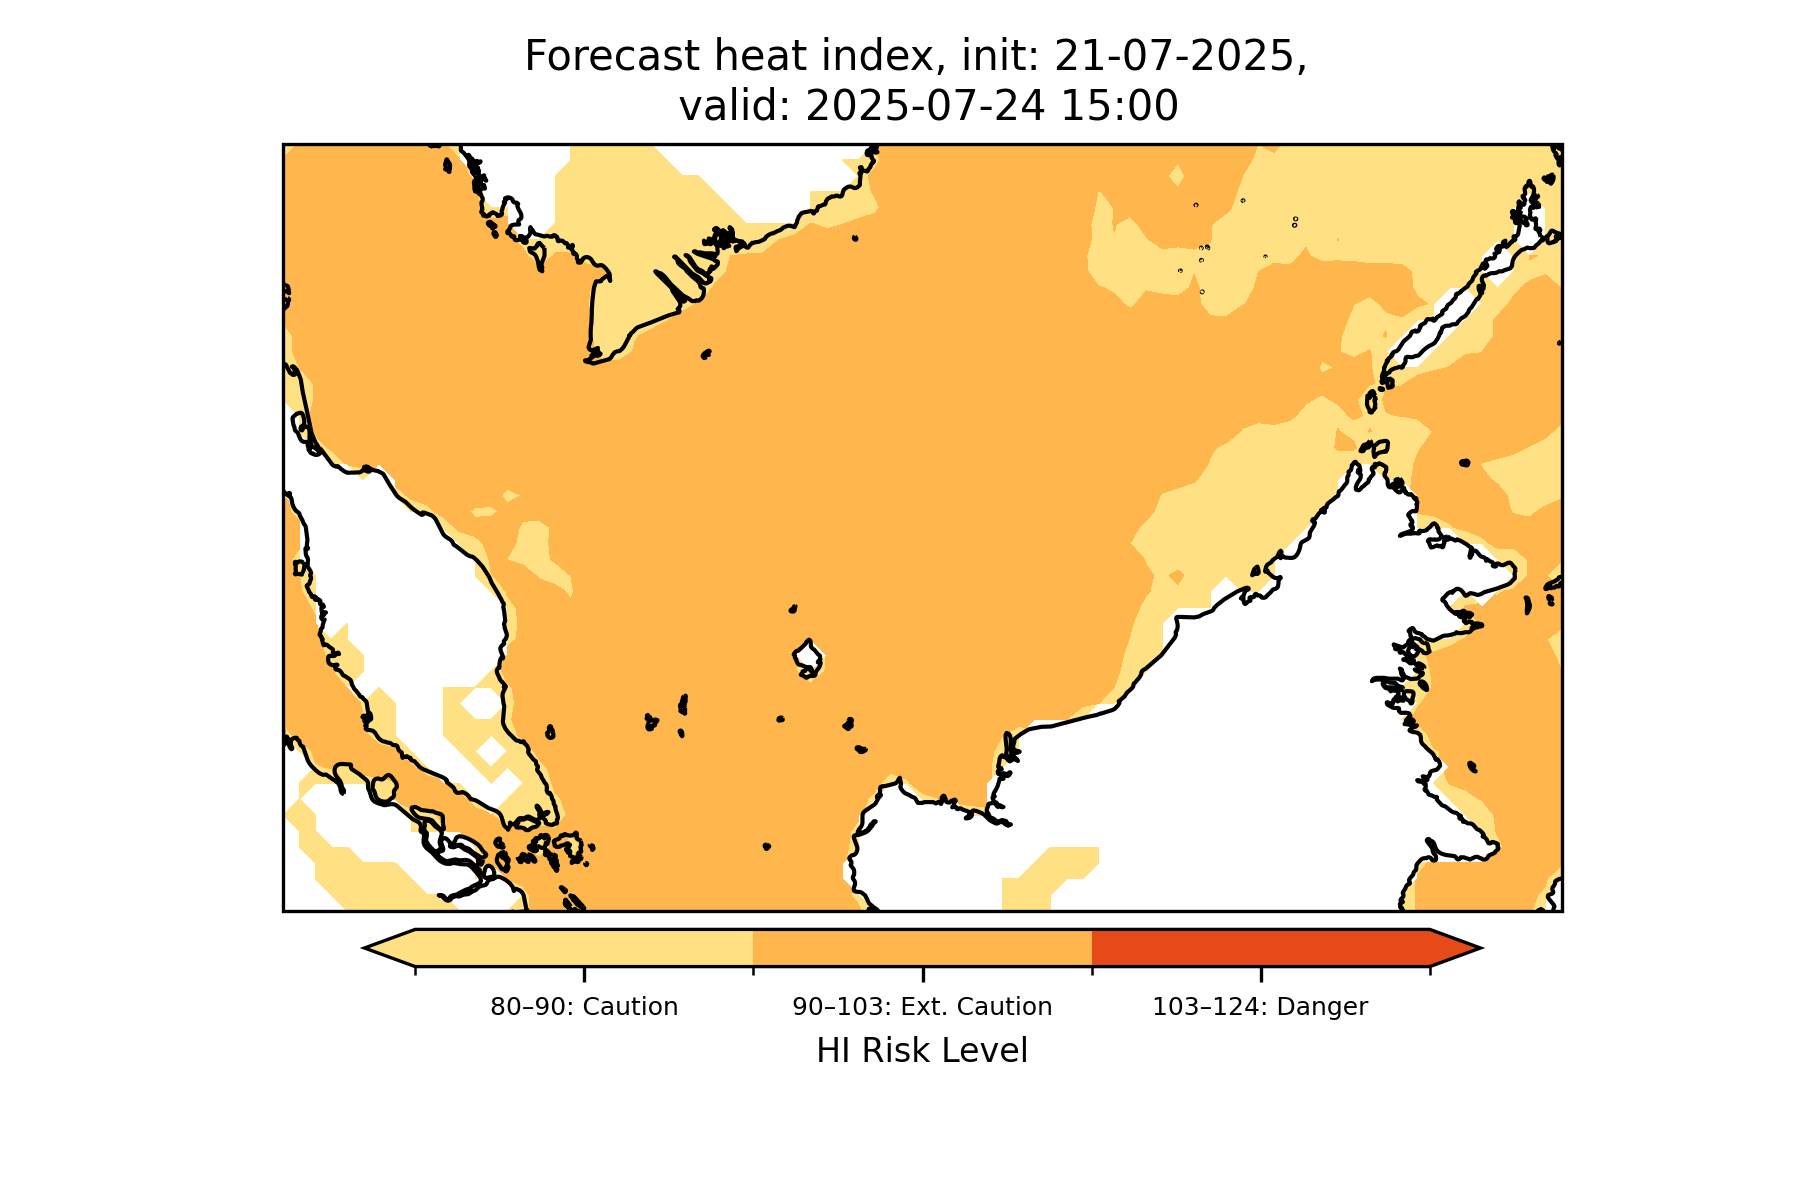 Forecast heat index, init: 21-07-2025,
valid: 2025-07-24 15:00
80–90: Caution
90–103: Ext. Caution
103–124: Danger
HI Risk Level